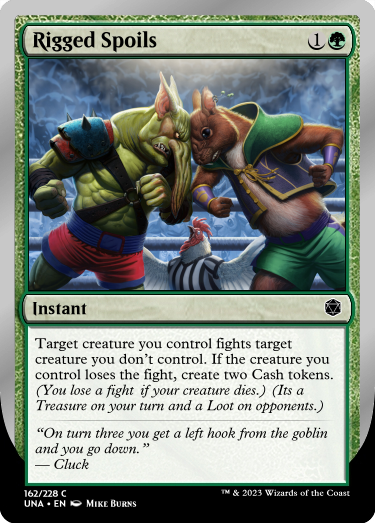 Rigged Spoils 1
Instant
Target creature you control fights target
creature you don't control. If the creature you
control loses the fight, create two Cash tokens.
(You lose a fight if your creature dies.) (Its a
Treasure on your turn and a Loot on opponents.)
"On turn three you get a left hook from the goblin
and you go down."
— Cluck
162/228 C
UNA • EN MIKE BURNS
™ & 2023 Wizards of the Coast